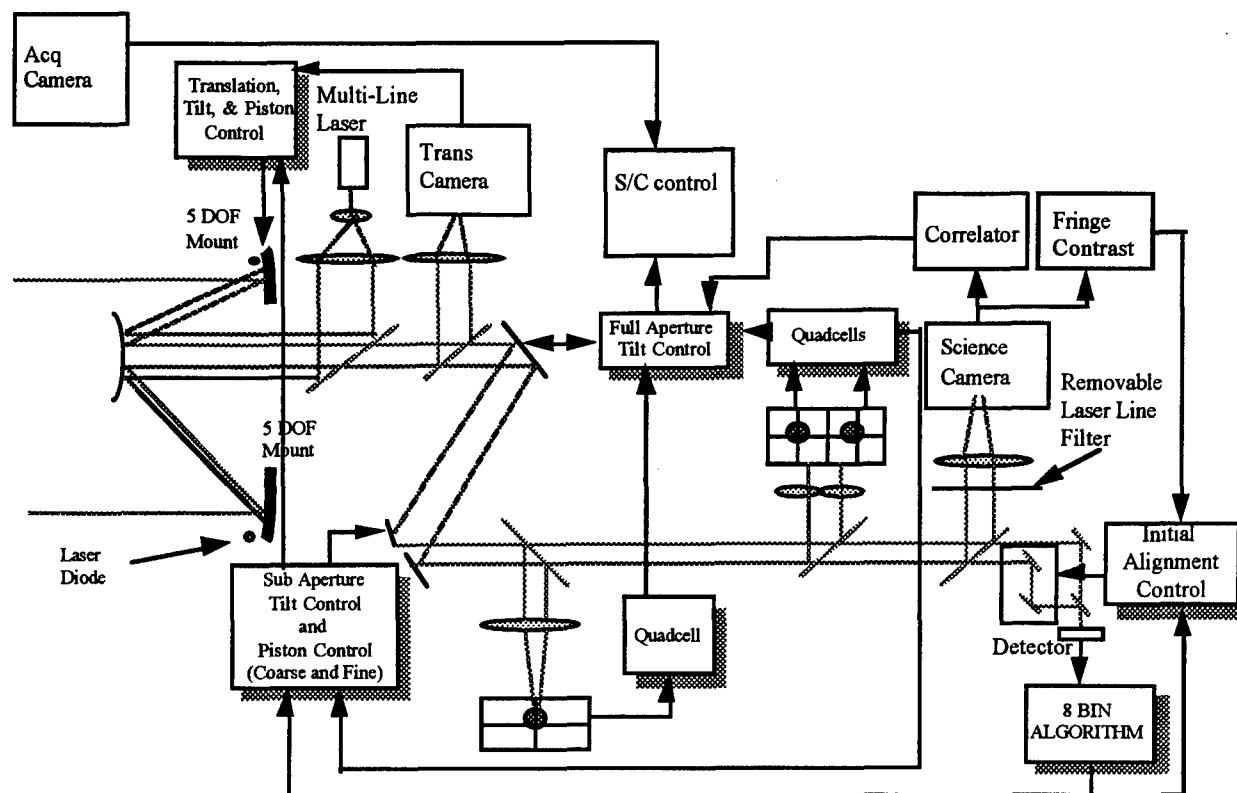 Acq
Camera
Translation,
Tilt, & Piston
Control
Multi-Line
Laser
Trans
Camera
S/C control
5 DOF
Mount
Correlator
Fringe
Contrast
Full Aperture
Tilt Control
Quadcells
Science
Camera
Removable
Laser Line
Filter
5 DOF
Mount
Laser
Diode
Sub Aperture
Tilt Control
and
Piston Control
(Coarse and Fine)
Quadcell
Initial
Alignment
Control
Detector
8 BIN
ALGORITHM